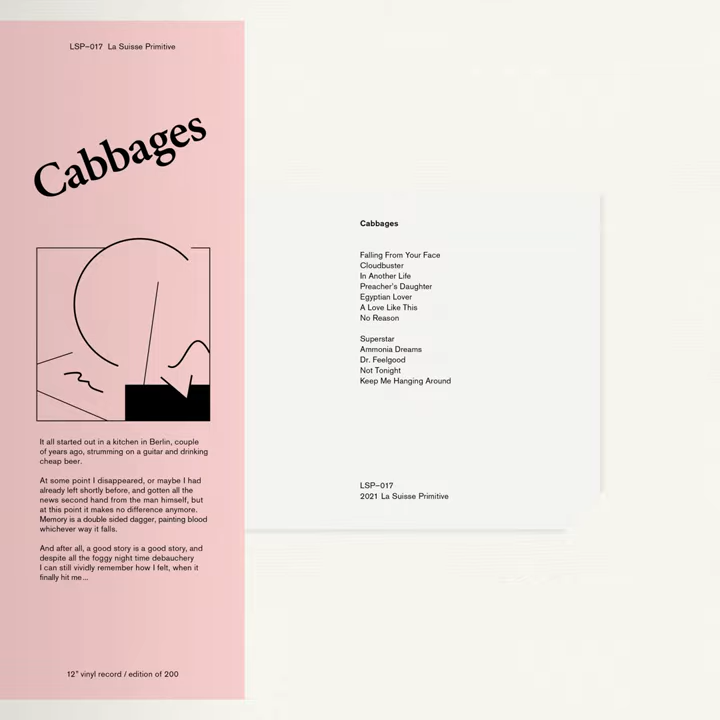 LSP–017 La Suisse Primitive
Cabbages
It all started out in a kitchen in Berlin, couple
of years ago, strumming on a guitar and drinking
cheap beer.
At some point I disappeared, or maybe I had
already left shortly before, and gotten all the
news second hand from the man himself, but
at this point it makes no difference anymore.
Memory is a double sided dagger, painting blood
whichever way it falls.
And after all, a good story is a good story, and
despite all the foggy night time debauchery
I can still vividly remember how I felt, when it
finally hit me...
12" vinyl record / edition of 200
Cabbages
Falling From Your Face
Cloudbuster
In Another Life
Preacher's Daughter
Egyptian Lover
A Love Like This
No Reason
Superstar
Ammonia Dreams
Dr. Feelgood
Not Tonight
Keep Me Hanging Around
LSP–017
2021 La Suisse Primitive